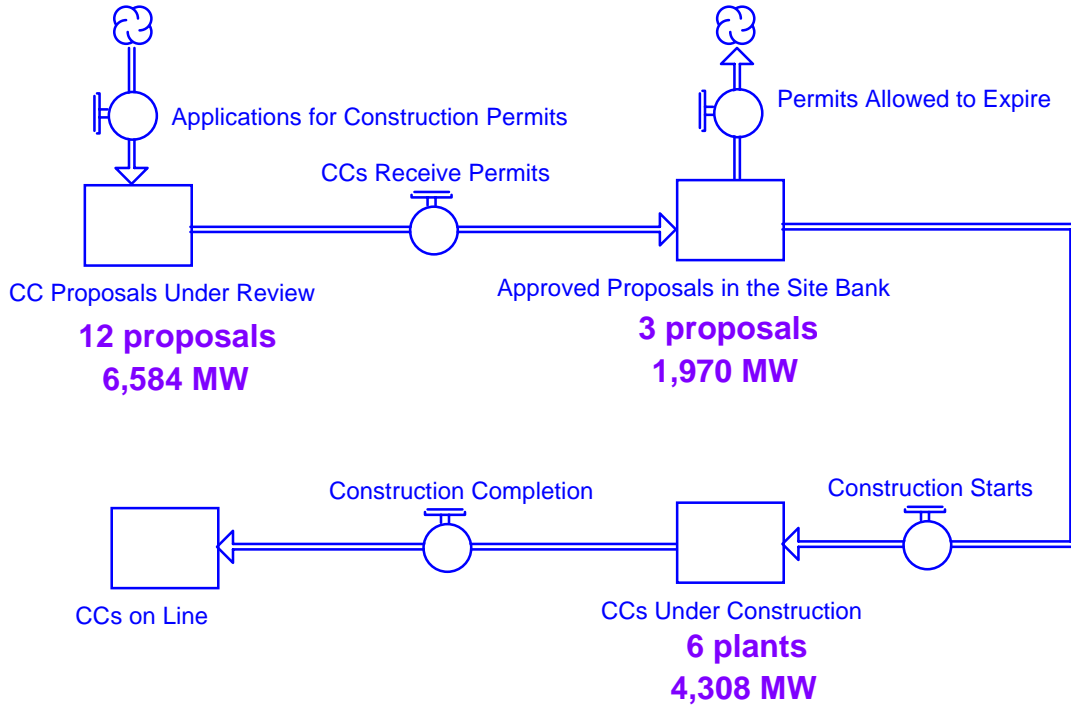 Applications for Construction Permits
Permits Allowed to Expire
CCs Receive Permits
CC Proposals Under Review
12 proposals
6,584 MW
Approved Proposals in the Site Bank
3 proposals
1,970 MW
Construction Completion
Construction Starts
CCs on Line
CCs Under Construction
6 plants
4,308 MW